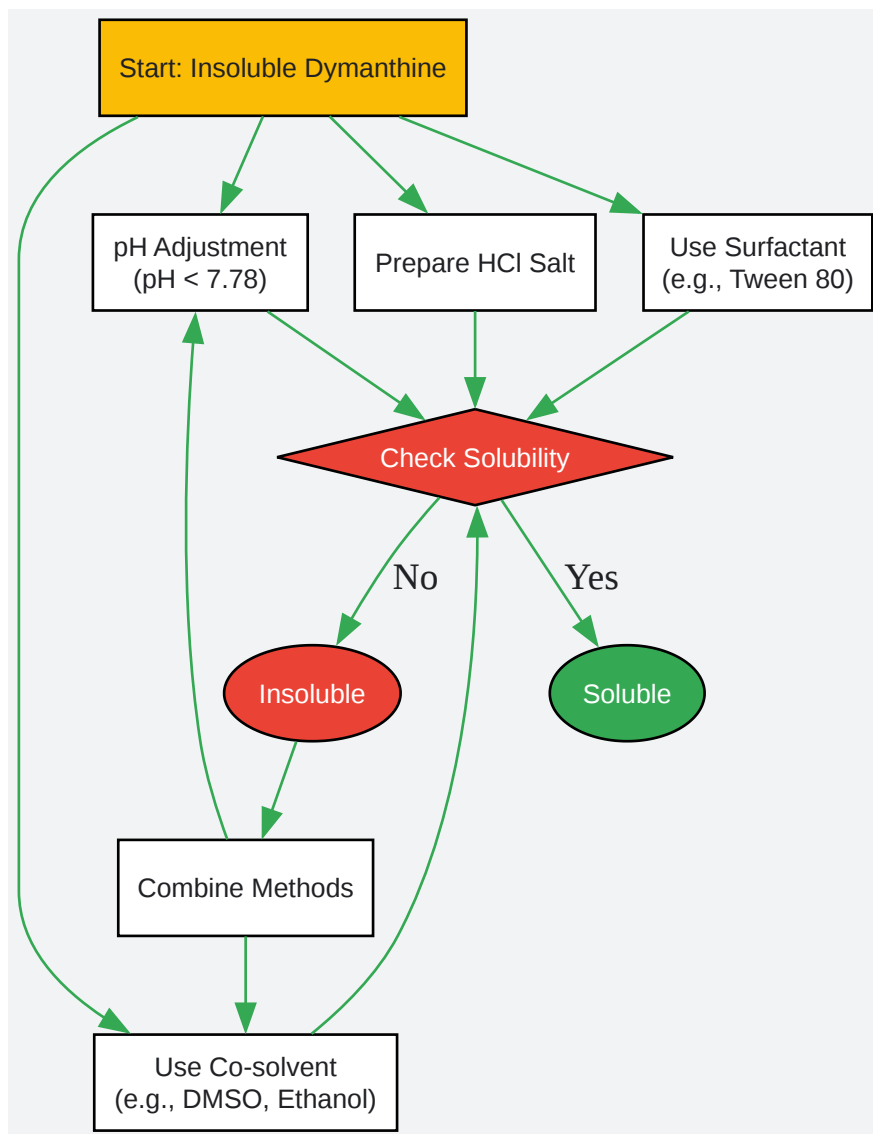 Start: Insoluble Dymanthine
pH Adjustment
(pH < 7.78)
Prepare HCl Salt
Use Surfactant
(e.g., Tween 80)
Check Solubility
No
Yes
Insoluble
Soluble
Combine Methods
Use Co-solvent
(e.g., DMSO, Ethanol)